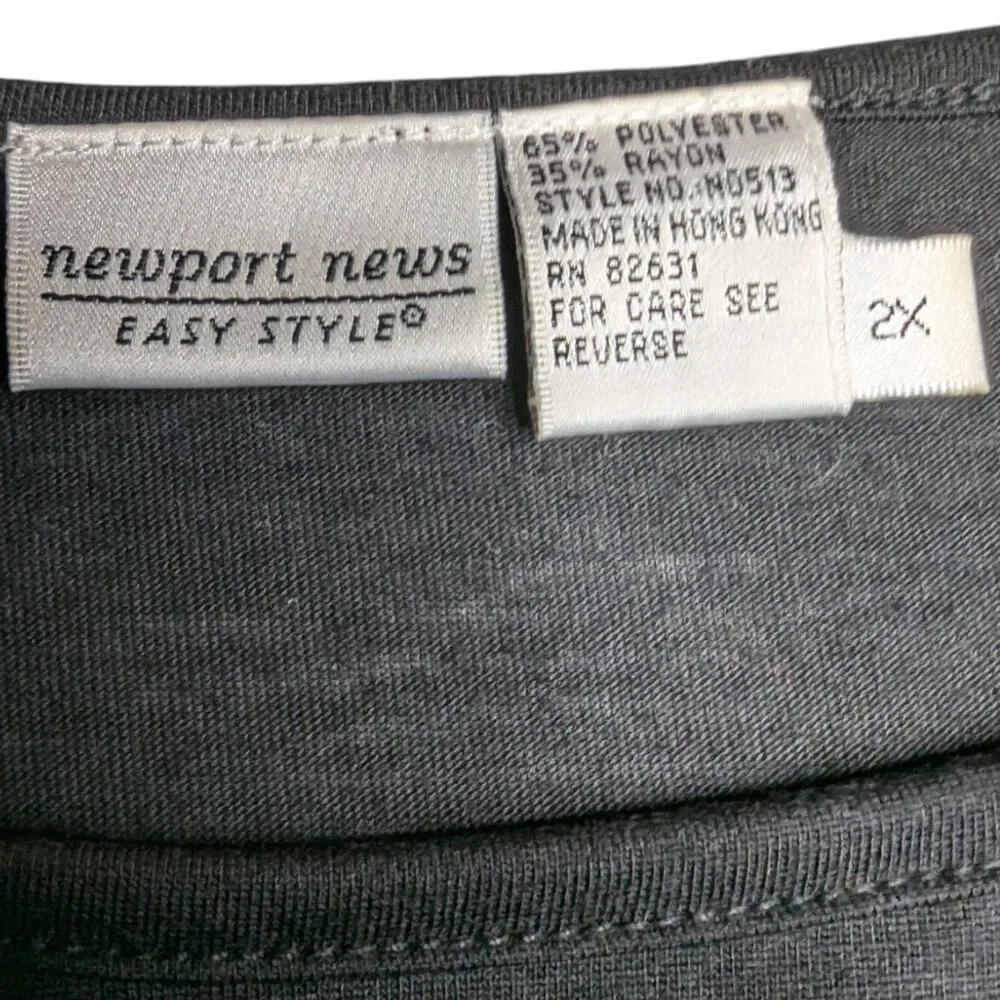 newport news
EASY STYLE®
65% POLYESTER
35% RAYON
STYLE NO.:N0513
MADE IN HONG KONG
RN 82631
FOR CARE SEE
REVERSE
2X